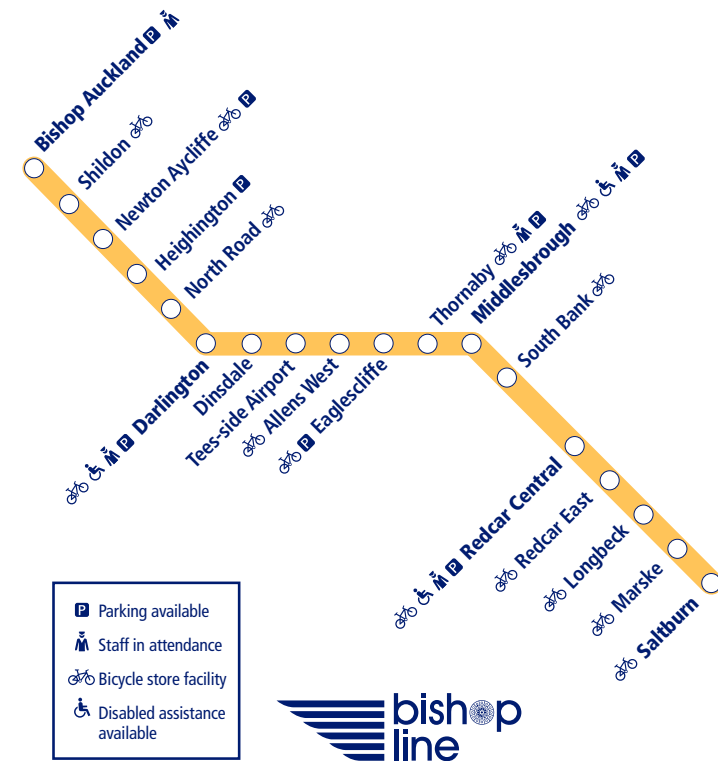 Bishop Auckland P
Shildon
Newton Aycliffe P
Heighington P
North Road
P Darlington
Dinsdale
Tees-side Airport
Allens West
P Eaglescliffe
Thornaby P
Middlesbrough P
South Bank
P Redcar Central
Redcar East
Longbeck
Marske
Saltburn
P Parking available
Staff in attendance
Bicycle store facility
Disabled assistance
available
bishop
line